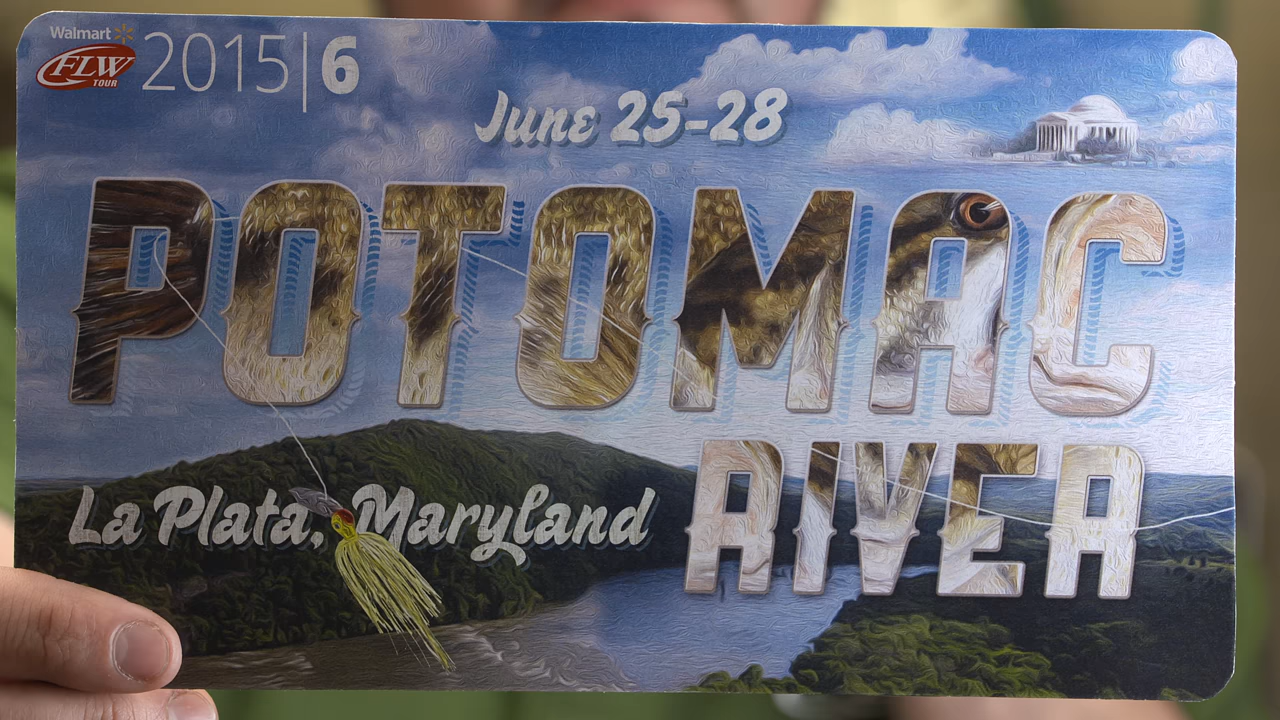 Walmart
FLW
TOUR
2015|6
June 25-28
POTOMAC
RIVER
La Plata, Maryland